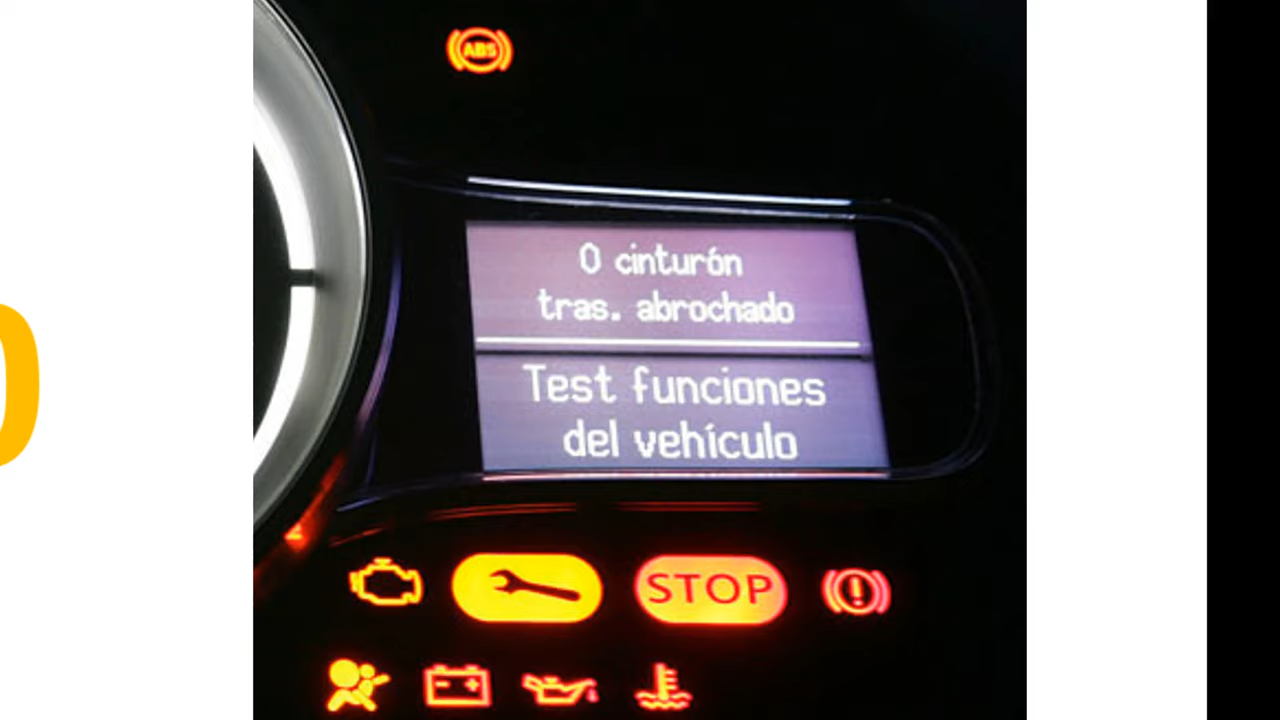 ABS
0 cinturón
tras. abrochado
Test funciones
del vehículo
STOP